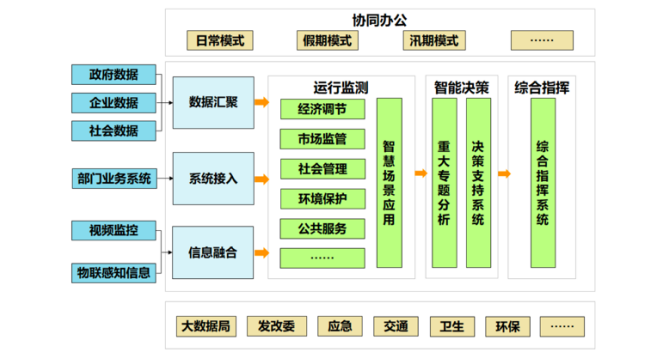 协同办公
日常模式
假期模式
汛期模式
……
政府数据
企业数据
社会数据
部门业务系统
视频监控
物联感知信息
数据汇聚
系统接入
信息融合
运行监测
经济调节
市场监管
社会管理
环境保护
公共服务
……
智慧场景应用
智能决策
重大专题分析
决策支持系统
综合指挥
综合指挥系统
大数据局
发改委
应急
交通
卫生
环保
……